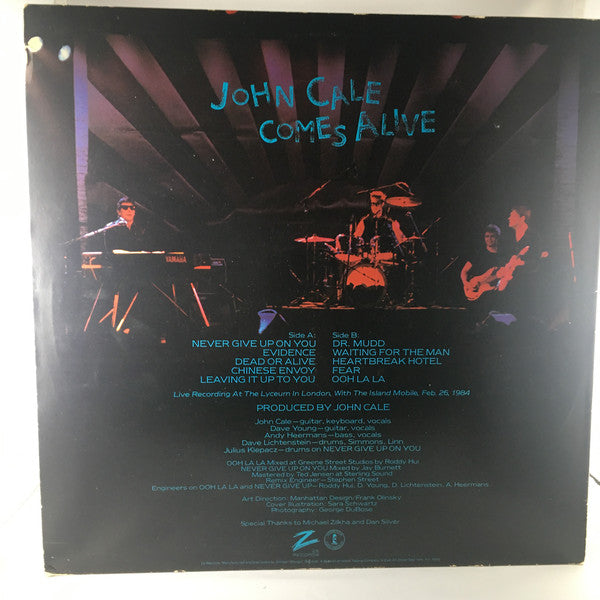 JOHN CALE
COMES ALIVE
YAMAHA
Side A:
NEVER GIVE UP ON YOU
EVIDENCE
DEAD OR ALIVE
CHINESE ENVOY
LEAVING IT UP TO YOU
Side B:
DR. MUDD
WAITING FOR THE MAN
HEARTBREAK HOTEL
FEAR
OOH LA LA
Live Recording At The Lyceum In London, With The Island Mobile, Feb. 26, 1984
PRODUCED BY JOHN CALE
John Cale—guitar, keyboard, vocals
Dave Young—guitar, vocals
Andy Heermans—bass, vocals
Dave Lichtenstein—drums, Simmons, Linn
Julius Klepacz—drums on NEVER GIVE UP ON YOU
OOH LA LA Mixed at Greene Street Studios by Roddy Hui
NEVER GIVE UP ON YOU Mixed by Jay Burnett
Mastered by Ted Jensen at Sterling Sound
Remix Engineer—Stephen Street
Engineers on OOH LA LA and NEVER GIVE UP—Roddy Hui, D. Young, D. Lichtenstein, A. Heermans
Art Direction: Manhattan Design/Frank Olinsky
Cover Illustration: Sara Schwartz
Photography: George DuBose
Special Thanks to Michael Zilkha and Dan Silver
Z
ZE
RECORDS